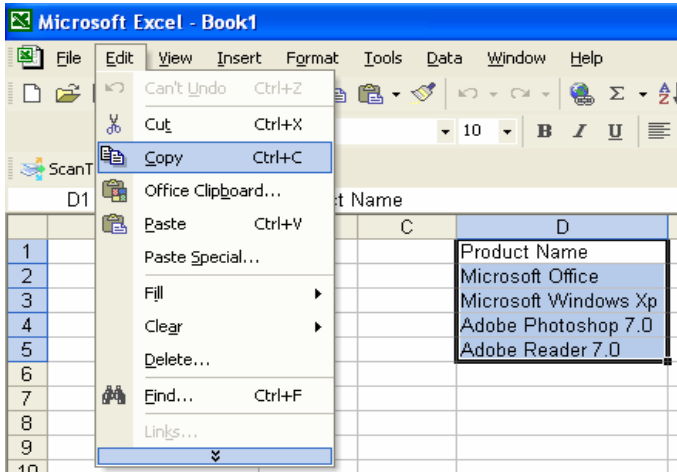 Microsoft Excel - Book1
File Edit View Insert Format Tools Data Window Help
Can't Undo Ctrl+Z
Cut Ctrl+X
10 B I U
Copy Ctrl+C
ScanT
Office Clipboard...
D1 t Name
Paste Ctrl+V
C D
Paste Special...
1 Product Name
2 Microsoft Office
Fill
3 Microsoft Windows Xp
Clear
4 Adobe Photoshop 7.0
Delete...
5 Adobe Reader 7.0
6
Find... Ctrl+F
7
8
Links...
9
10